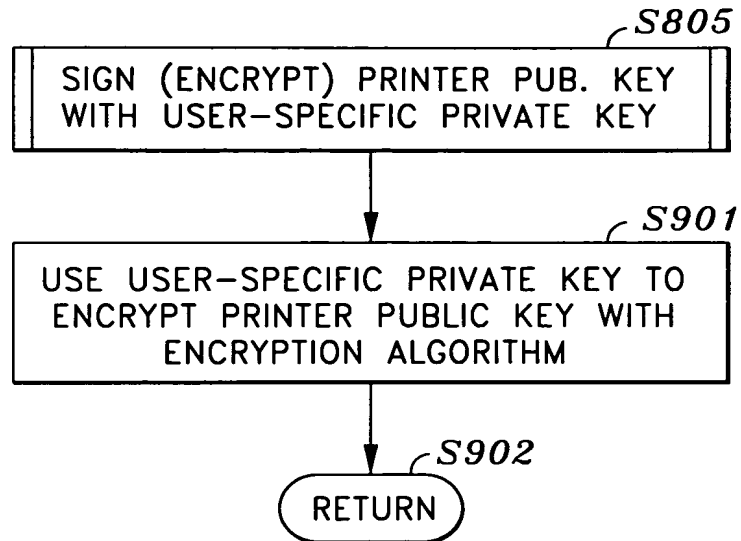 S805
SIGN (ENCRYPT) PRINTER PUB. KEY
WITH USER-SPECIFIC PRIVATE KEY
S901
USE USER-SPECIFIC PRIVATE KEY TO
ENCRYPT PRINTER PUBLIC KEY WITH
ENCRYPTION ALGORITHM
S902
RETURN